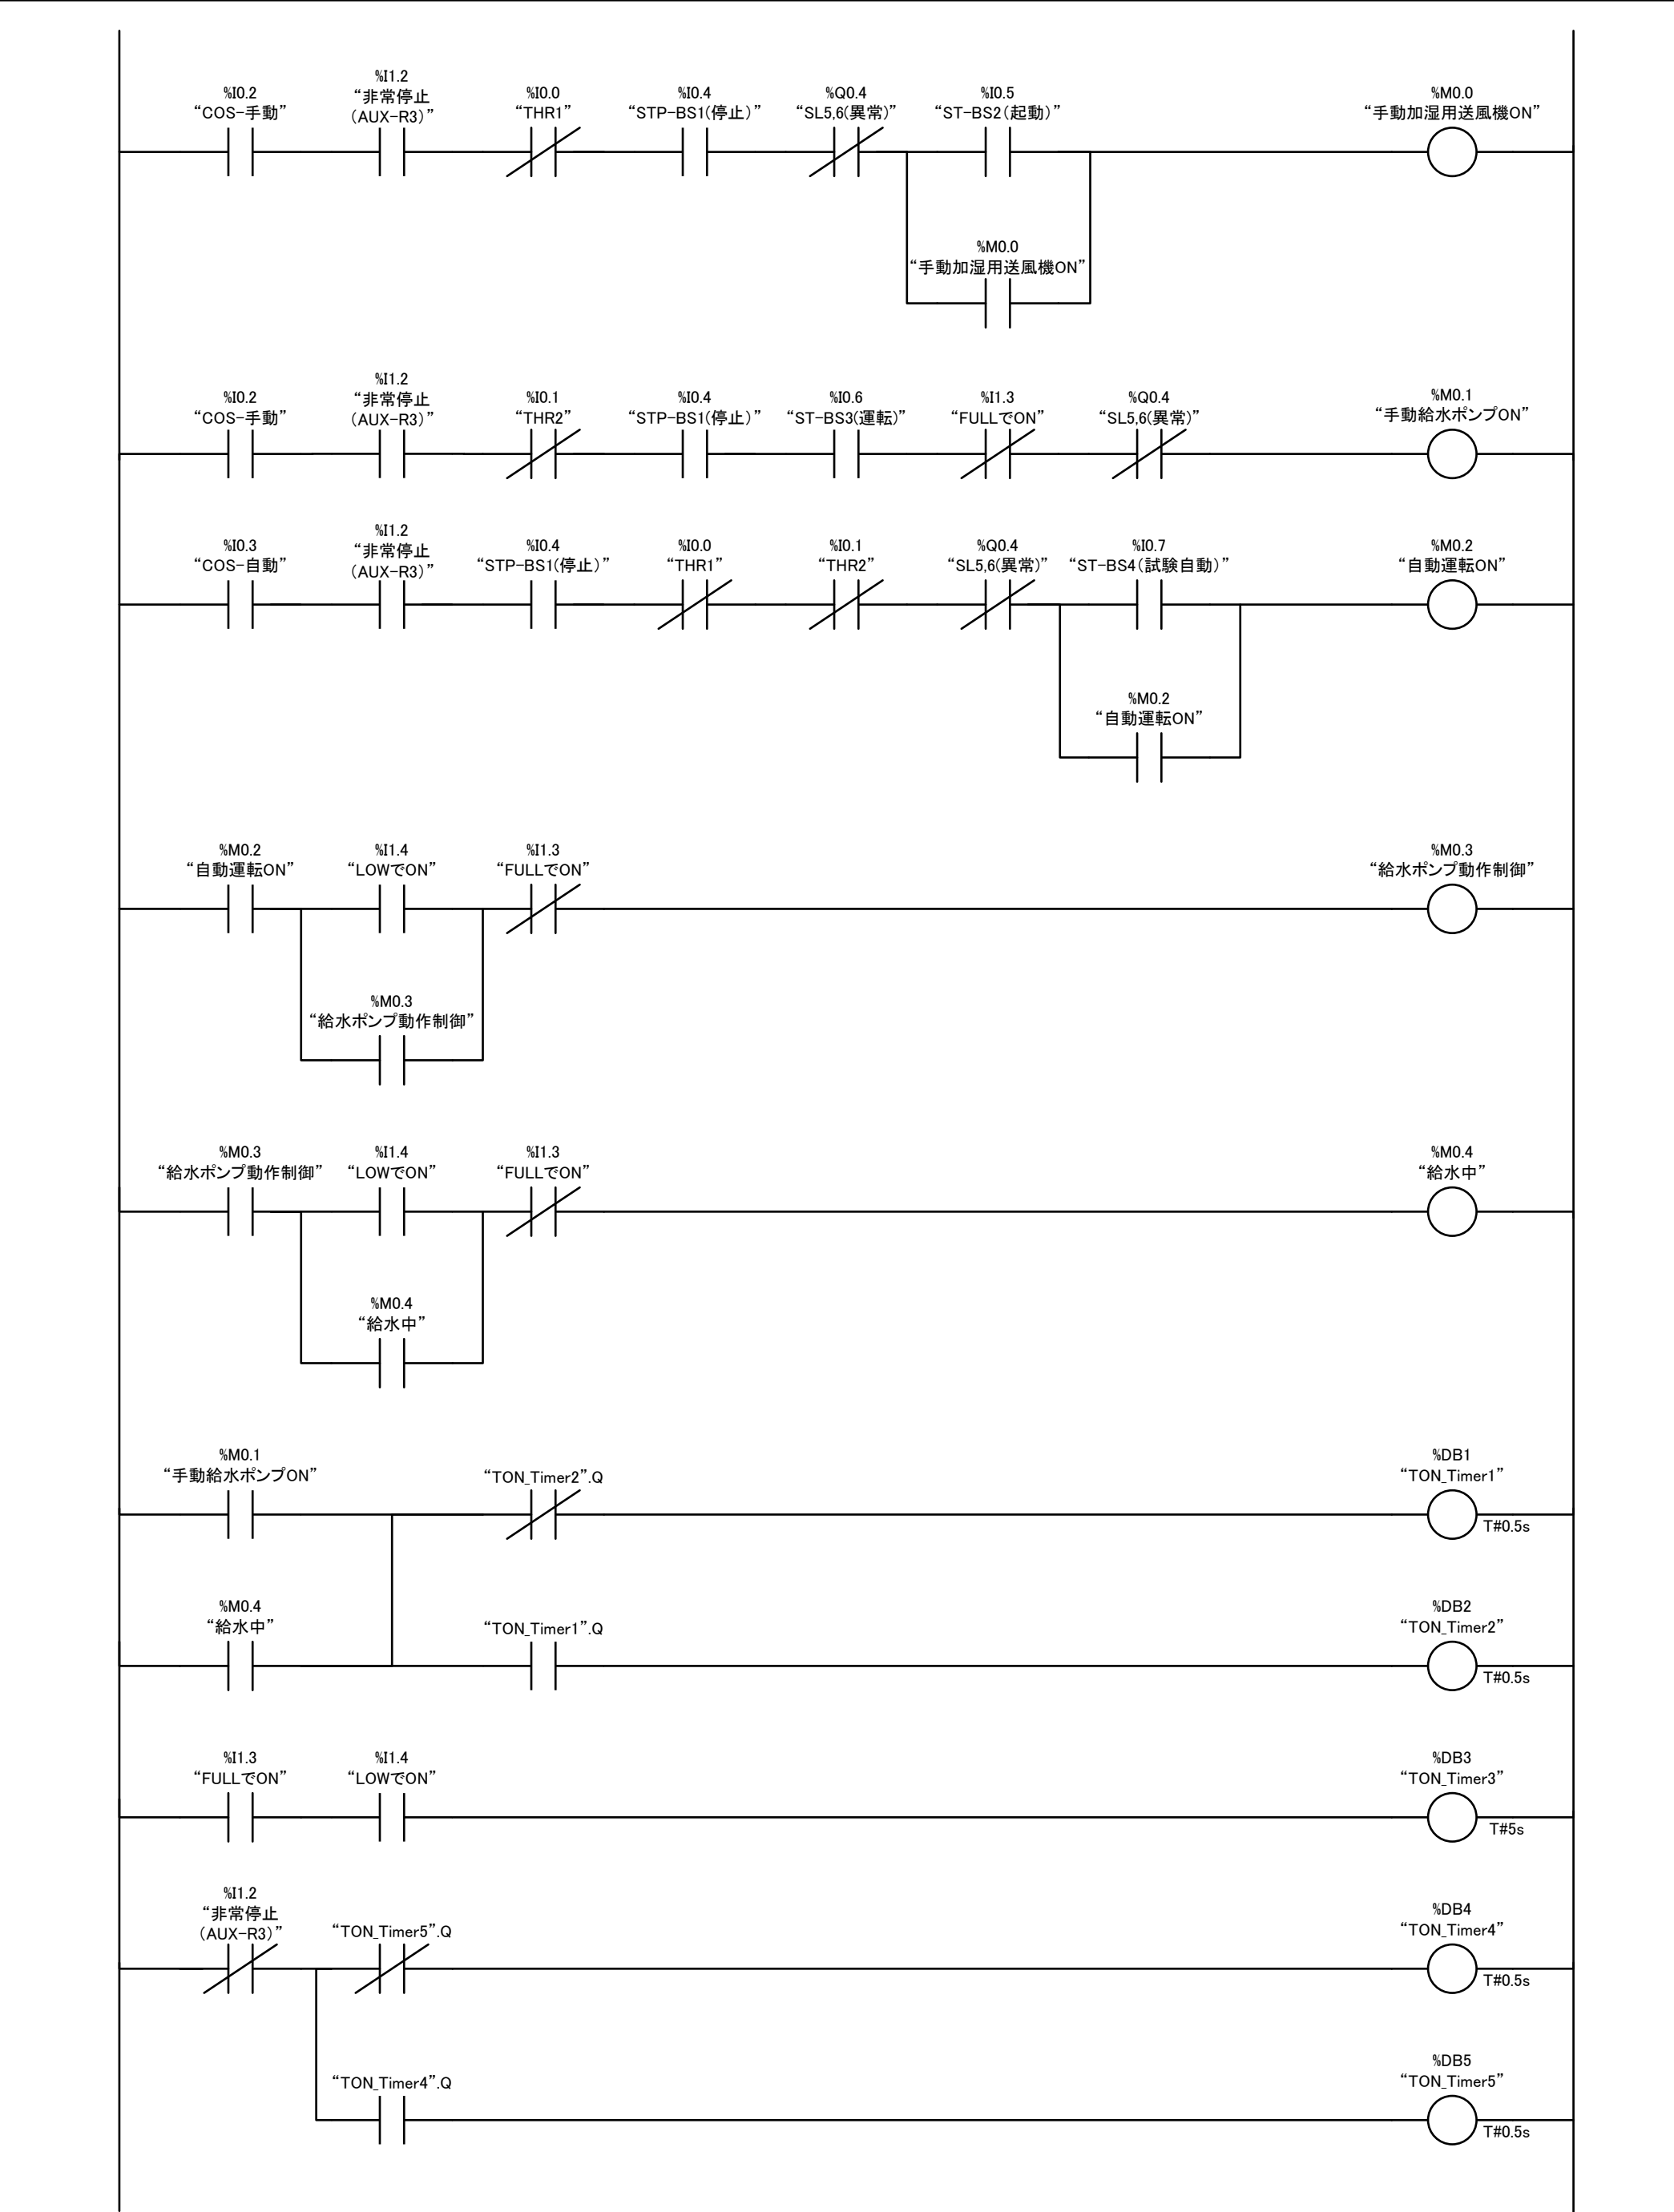 %I0.2
“COS-手動”
%I1.2
“非常停止
(AUX-R3)”
%I0.0
“THR1”
%I0.4
“STP-BS1(停止)”
%Q0.4
“SL5,6(異常)”
%I0.5
“ST-BS2(起動)”
%M0.0
“手動加湿用送風機ON”
%M0.0
“手動加湿用送風機ON”
%I0.2
“COS-手動”
%I1.2
“非常停止
(AUX-R3)”
%I0.1
“THR2”
%I0.4
“STP-BS1(停止)”
%I0.6
“ST-BS3(運転)”
%I1.3
“FULLでON”
%Q0.4
“SL5,6(異常)”
%M0.1
“手動給水ポンプON”
%I0.3
“COS-自動”
%I1.2
“非常停止
(AUX-R3)”
%I0.4
“STP-BS1(停止)”
%I0.0
“THR1”
%I0.1
“THR2”
%Q0.4
“SL5,6(異常)”
%I0.7
“ST-BS4(試験自動)”
%M0.2
“自動運転ON”
%M0.2
“自動運転ON”
%M0.2
“自動運転ON”
%I1.4
“LOWでON”
%I1.3
“FULLでON”
%M0.3
“給水ポンプ動作制御”
%M0.3
“給水ポンプ動作制御”
%M0.3
“給水ポンプ動作制御”
%I1.4
“LOWでON”
%I1.3
“FULLでON”
%M0.4
“給水中”
%M0.4
“給水中”
%M0.1
“手動給水ポンプON”
“TON_Timer2”.Q
%DB1
“TON_Timer1”
T#0.5s
%M0.4
“給水中”
“TON_Timer1”.Q
%DB2
“TON_Timer2”
T#0.5s
%I1.3
“FULLでON”
%I1.4
“LOWでON”
%DB3
“TON_Timer3”
T#5s
%I1.2
“非常停止
(AUX-R3)”
“TON_Timer5”.Q
%DB4
“TON_Timer4”
T#0.5s
“TON_Timer4”.Q
%DB5
“TON_Timer5”
T#0.5s